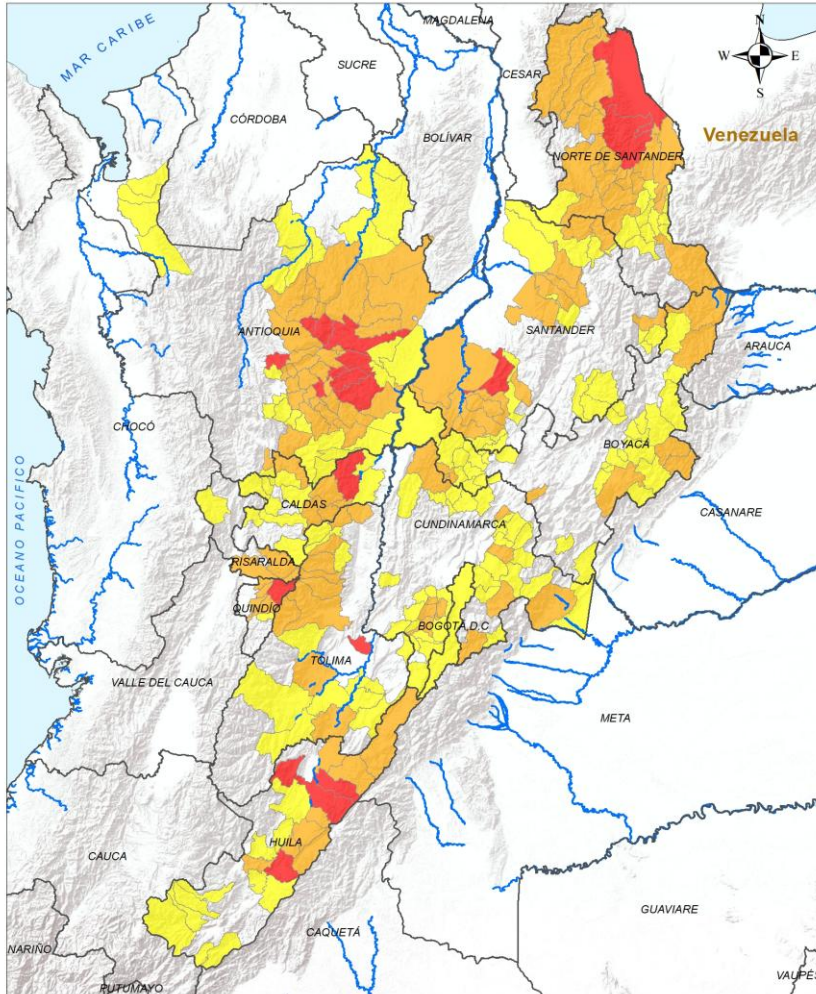 MAGDALENA
MAR CARIBE
SUCRE
CESAR
N
W
E
S
CÓRDOBA
BOLÍVAR
Venezuela
NORTE DE SANTANDER
ANTIOQUIA
SANTANDER
ARAUCA
CHOCÓ
BOYACÁ
CALDAS
CUNDINAMARCA
CASANARE
OCEANO PACIFICO
RISARALDA
QUINDÍO
BOGOTÁ, D.C
TOLIMA
VALLE DEL CAUCA
META
HUILA
CAUCA
GUAVIARE
CAQUETÁ
NARIÑO
PUTUMAYO
VAUPÉS